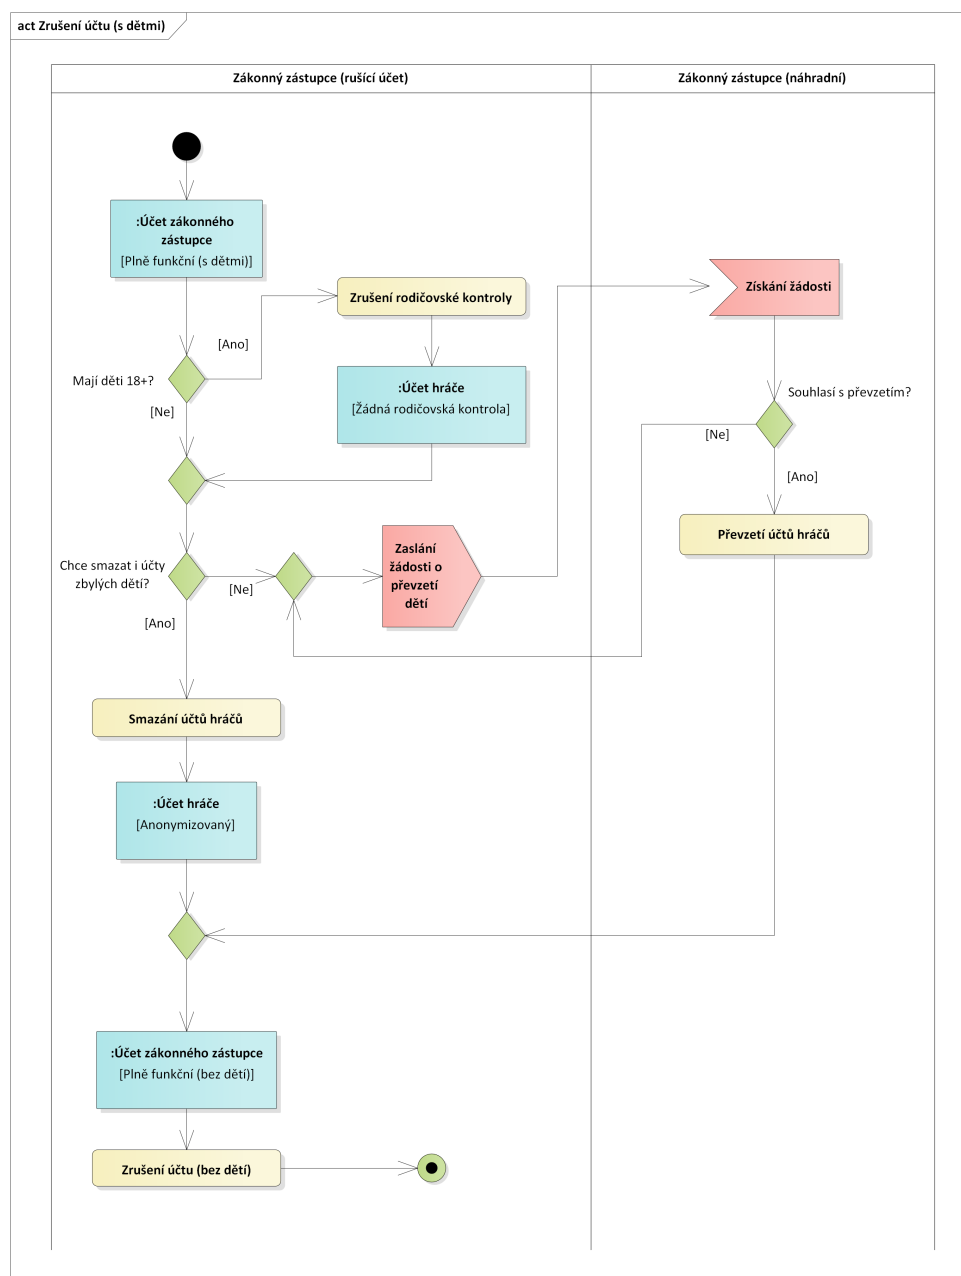 act Zrušení účtu (s dětmi)
Zákonný zástupce (rušící účet)
Zákonný zástupce (náhradní)
:Účet zákonného
zástupce
[Plně funkční (s dětmi)]
Zrušení rodičovské kontroly
Získání žádosti
[Ano]
Mají děti 18+?
[Ne]
:Účet hráče
[Žádná rodičovská kontrola]
Souhlasí s převzetím?
[Ne]
[Ano]
Převzetí účtů hráčů
Chce smazat i účty
zbylých dětí?
[Ne]
[Ano]
Zaslání
žádosti o
převzetí
dětí
Smazání účtů hráčů
:Účet hráče
[Anonymizovaný]
:Účet zákonného zástupce
[Plně funkční (bez dětí)]
Zrušení účtu (bez dětí)